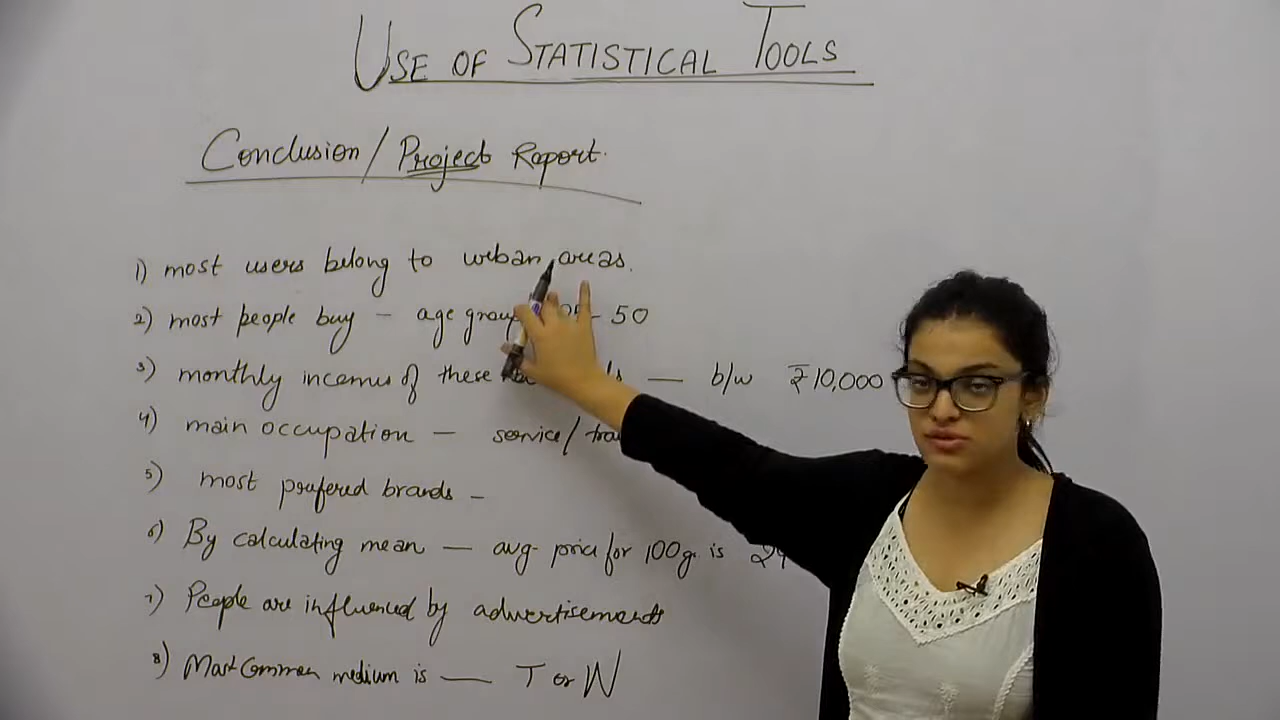 USE OF STATISTICAL TOOLS
Conclusion / Project Report.
1) most users belong to urban areas.
2) most people buy - age group 25 - 50
3) monthly incomes of these — b/w ₹10,000
4) main occupation — service/
5) most prefered brands -
6) By calculating mean — avg. price for 100g. is
7) People are influenced by advertisements
8) Most Common medium is — T or N